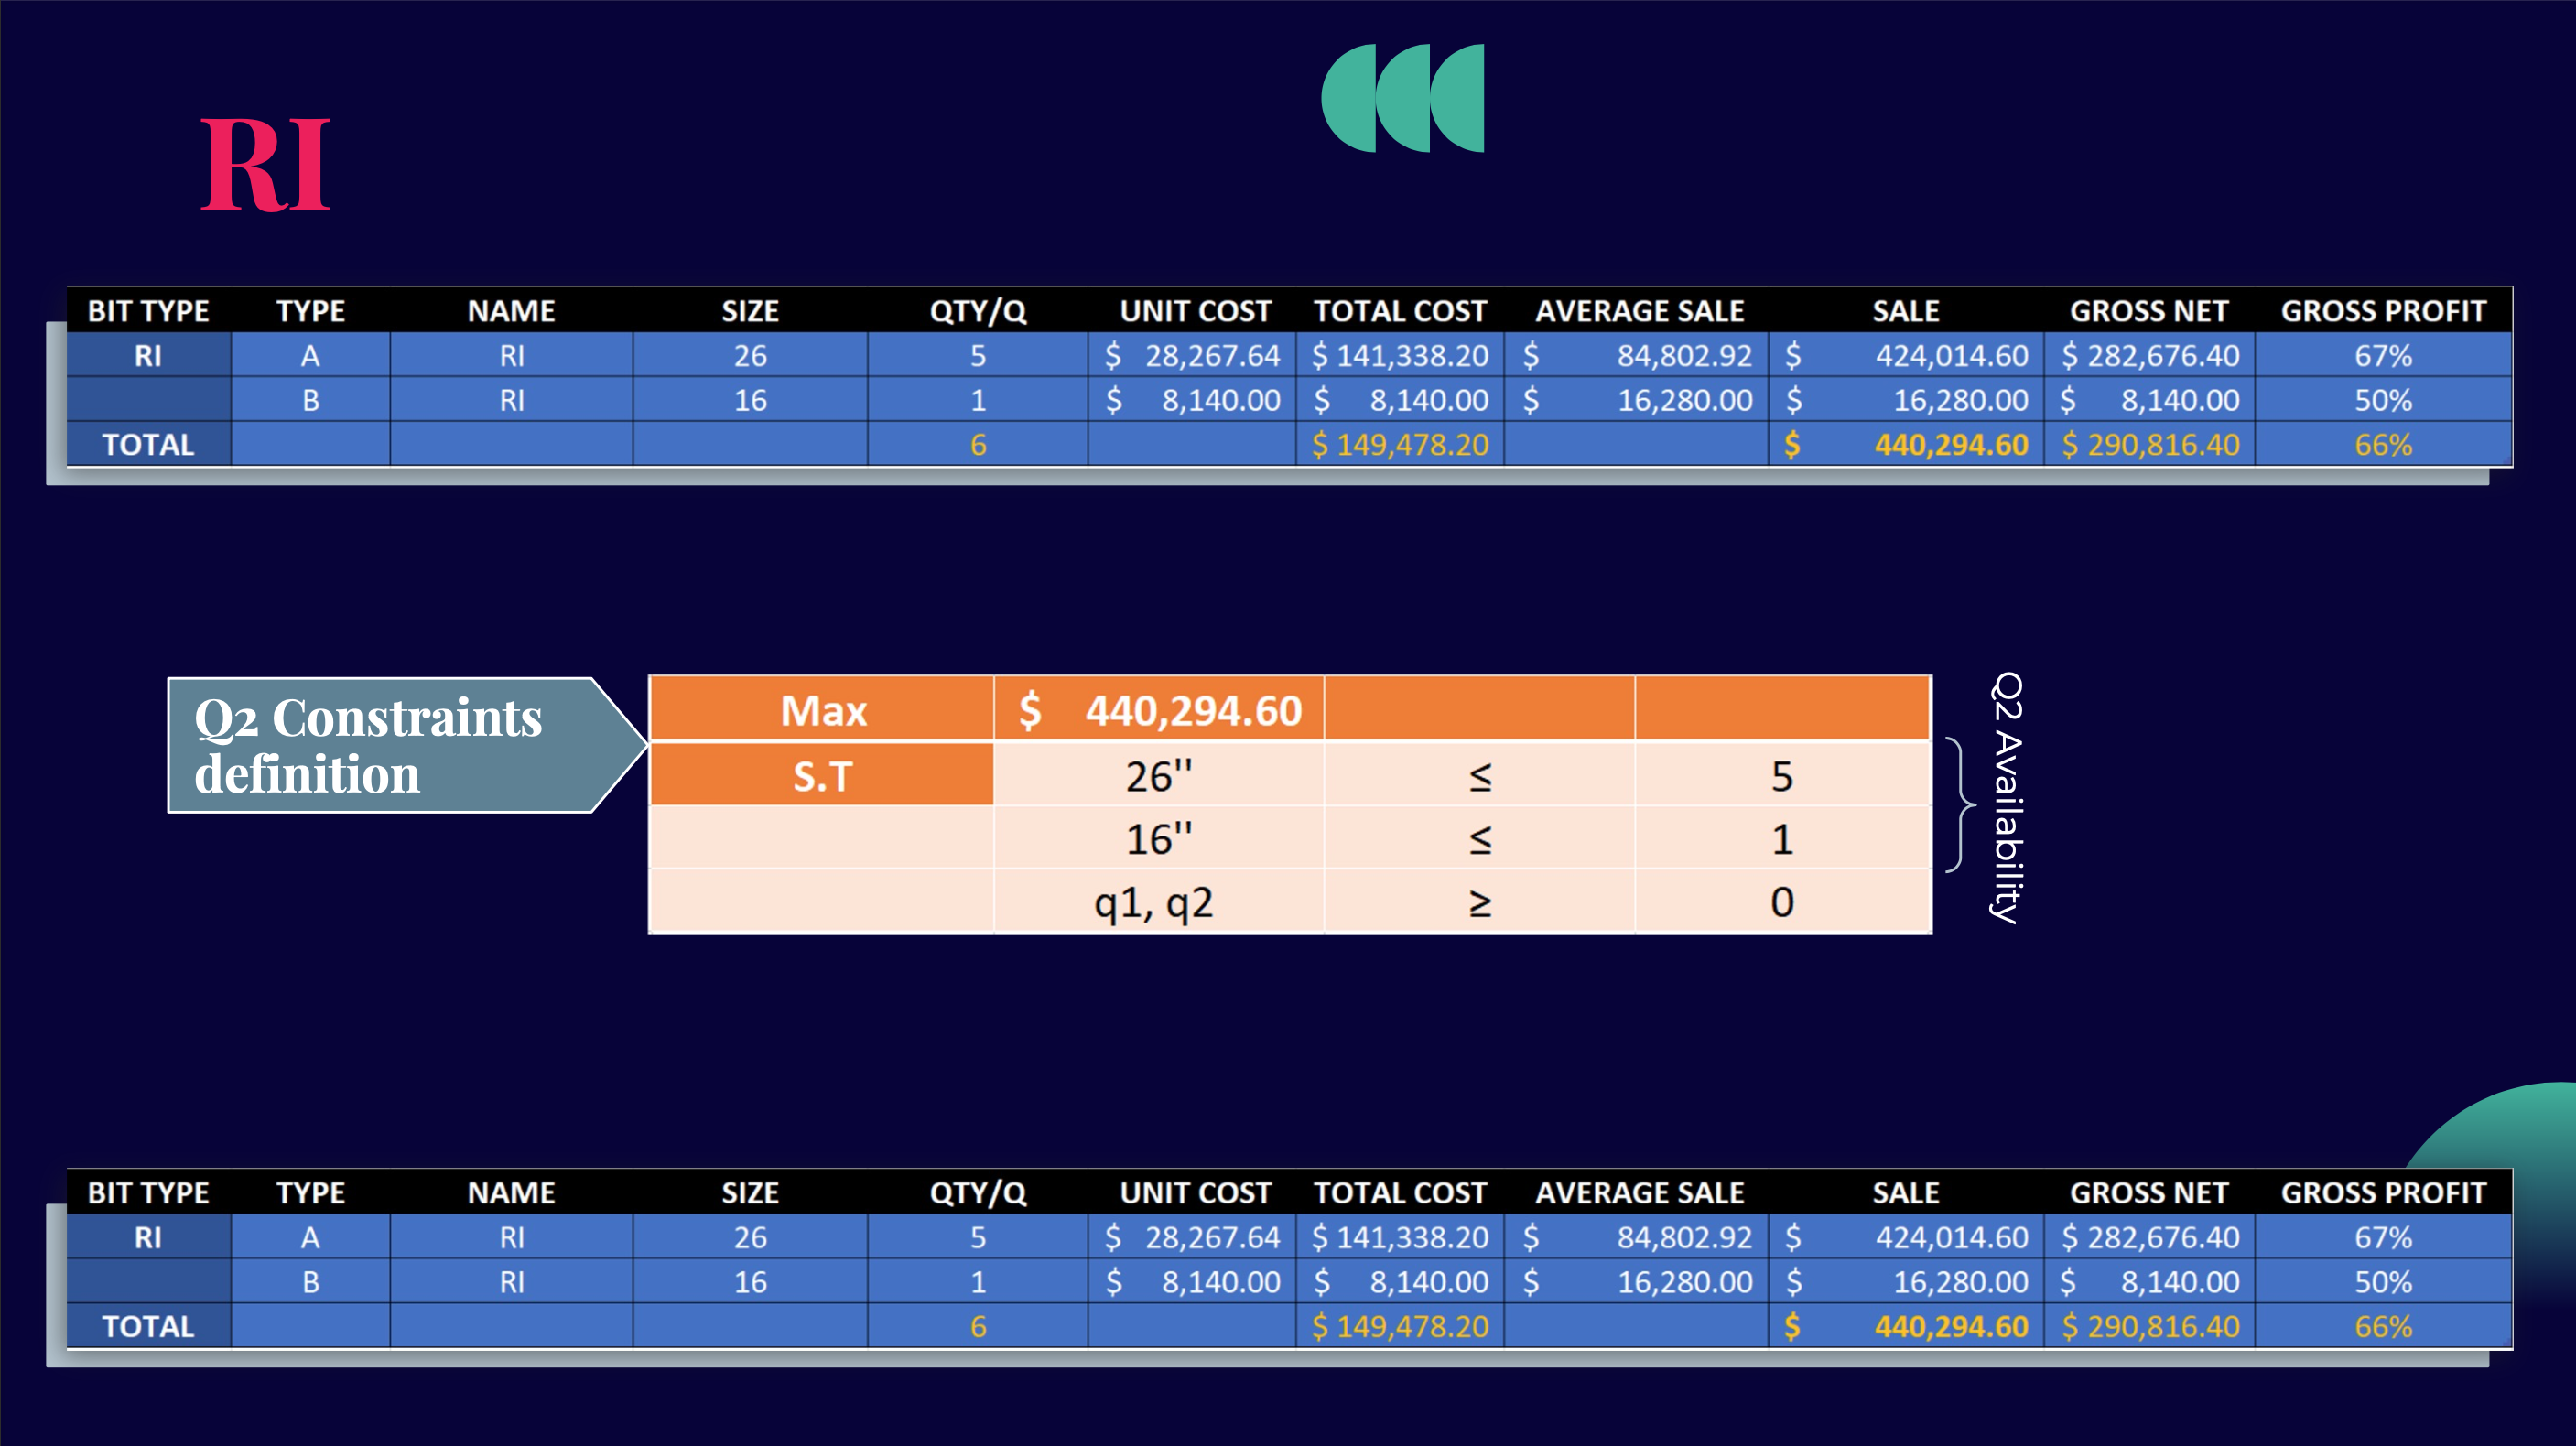 RI
BIT TYPE TYPE NAME SIZE QTY/Q UNIT COST TOTAL COST AVERAGE SALE SALE GROSS NET GROSS PROFIT
RI A RI 26 5 $ 28,267.64 $ 141,338.20 $ 84,802.92 $ 424,014.60 $ 282,676.40 67%
B RI 16 1 $ 8,140.00 $ 8,140.00 $ 16,280.00 $ 16,280.00 $ 8,140.00 50%
TOTAL 6 $ 149,478.20 $ 440,294.60 $ 290,816.40 66%
Q2 Constraints
definition
Max $ 440,294.60
S.T 26'' ≤ 5
16'' ≤ 1
q1, q2 ≥ 0
Q2 Availability
BIT TYPE TYPE NAME SIZE QTY/Q UNIT COST TOTAL COST AVERAGE SALE SALE GROSS NET GROSS PROFIT
RI A RI 26 5 $ 28,267.64 $ 141,338.20 $ 84,802.92 $ 424,014.60 $ 282,676.40 67%
B RI 16 1 $ 8,140.00 $ 8,140.00 $ 16,280.00 $ 16,280.00 $ 8,140.00 50%
TOTAL 6 $ 149,478.20 $ 440,294.60 $ 290,816.40 66%